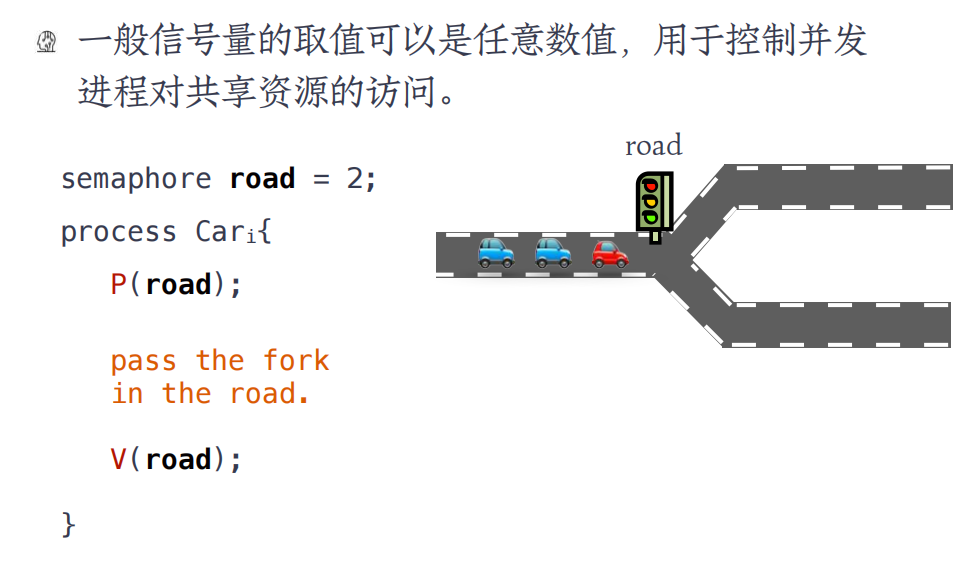 一般信号量的取值可以是任意数值，用于控制并发
进程对共享资源的访问。
road
semaphore road = 2;
process Carᵢ{
P(road);
pass the fork
in the road.
V(road);
}